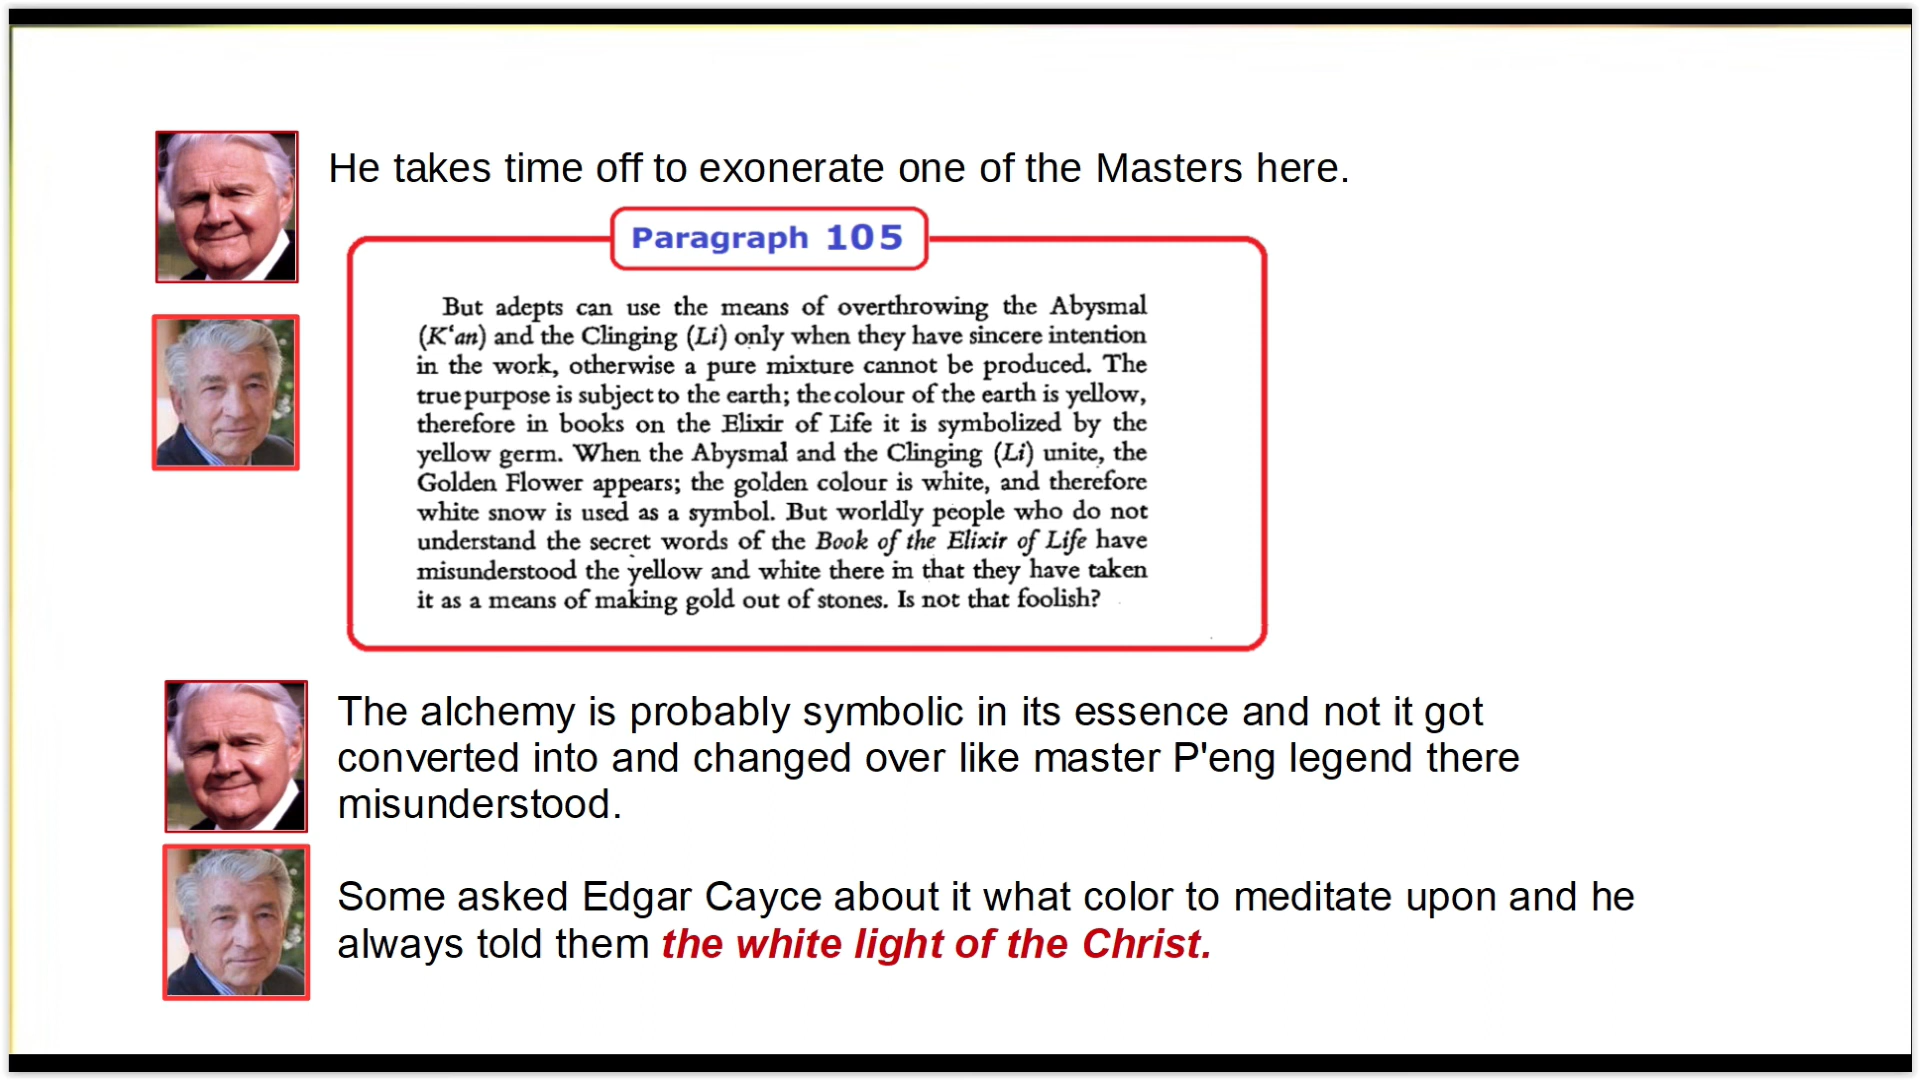 He takes time off to exonerate one of the Masters here.
Paragraph 105
But adepts can use the means of overthrowing the Abysmal
(K‘an) and the Clinging (Li) only when they have sincere intention
in the work, otherwise a pure mixture cannot be produced. The
true purpose is subject to the earth; the colour of the earth is yellow,
therefore in books on the Elixir of Life it is symbolized by the
yellow germ. When the Abysmal and the Clinging (Li) unite, the
Golden Flower appears; the golden colour is white, and therefore
white snow is used as a symbol. But worldly people who do not
understand the secret words of the Book of the Elixir of Life have
misunderstood the yellow and white there in that they have taken
it as a means of making gold out of stones. Is not that foolish?
The alchemy is probably symbolic in its essence and not it got
converted into and changed over like master P'eng legend there
misunderstood.
Some asked Edgar Cayce about it what color to meditate upon and he
always told them the white light of the Christ.